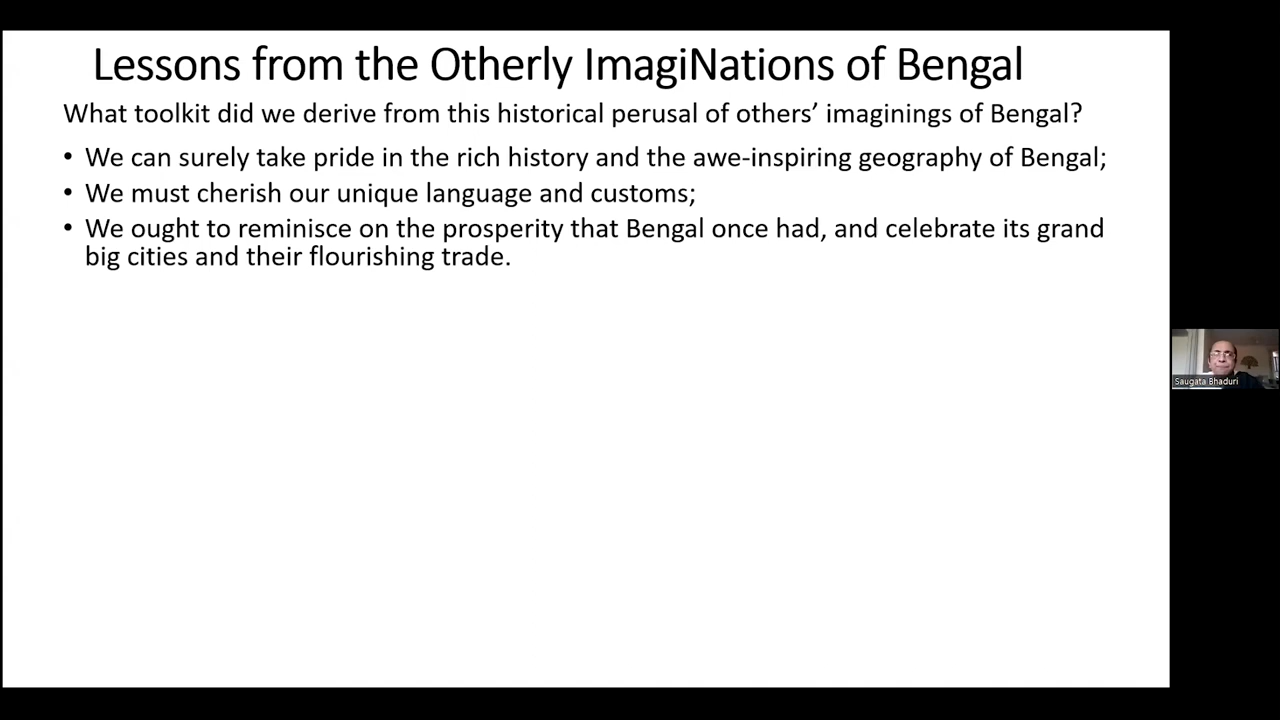 Lessons from the Otherly ImagiNations of Bengal
What toolkit did we derive from this historical perusal of others’ imaginings of Bengal?
• We can surely take pride in the rich history and the awe-inspiring geography of Bengal;
• We must cherish our unique language and customs;
• We ought to reminisce on the prosperity that Bengal once had, and celebrate its grand
big cities and their flourishing trade.
Saugata Bhaduri